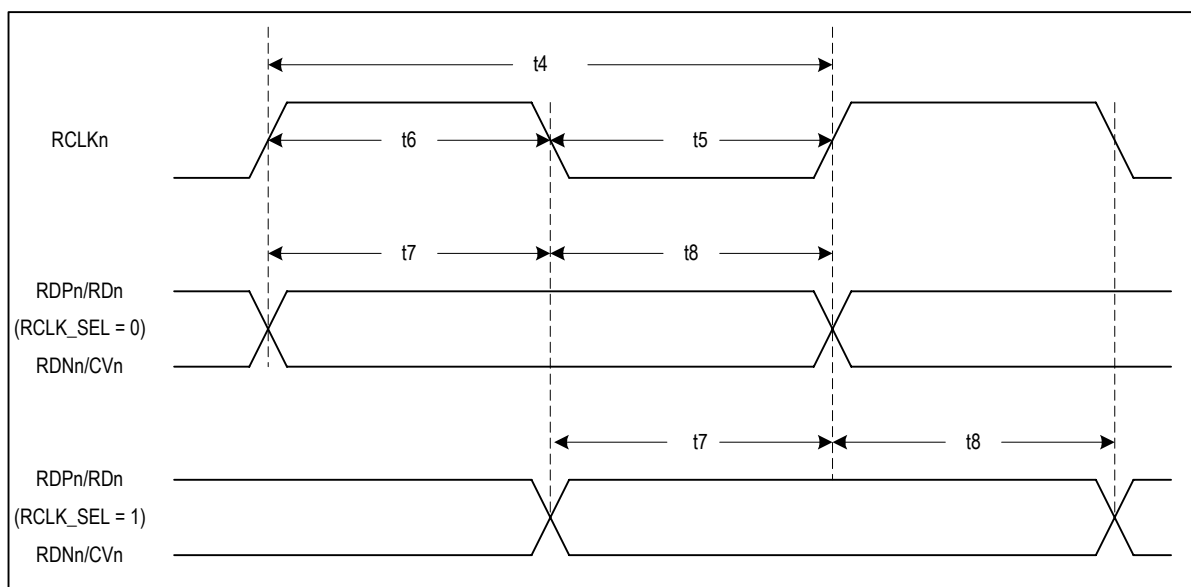 t4
RCLKn
t6
t5
t7
t8
RDPn/RDn
(RCLK_SEL = 0)
RDNn/CVn
t7
t8
RDPn/RDn
(RCLK_SEL = 1)
RDNn/CVn